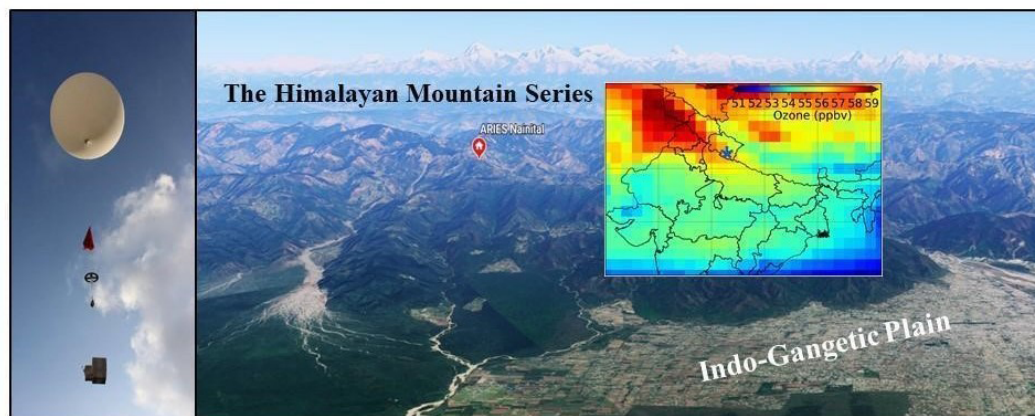 The Himalayan Mountain Series
ARIES Nainital
51 52 53 54 55 56 57 58 59
Ozone (ppbv)
Indo-Gangetic Plain